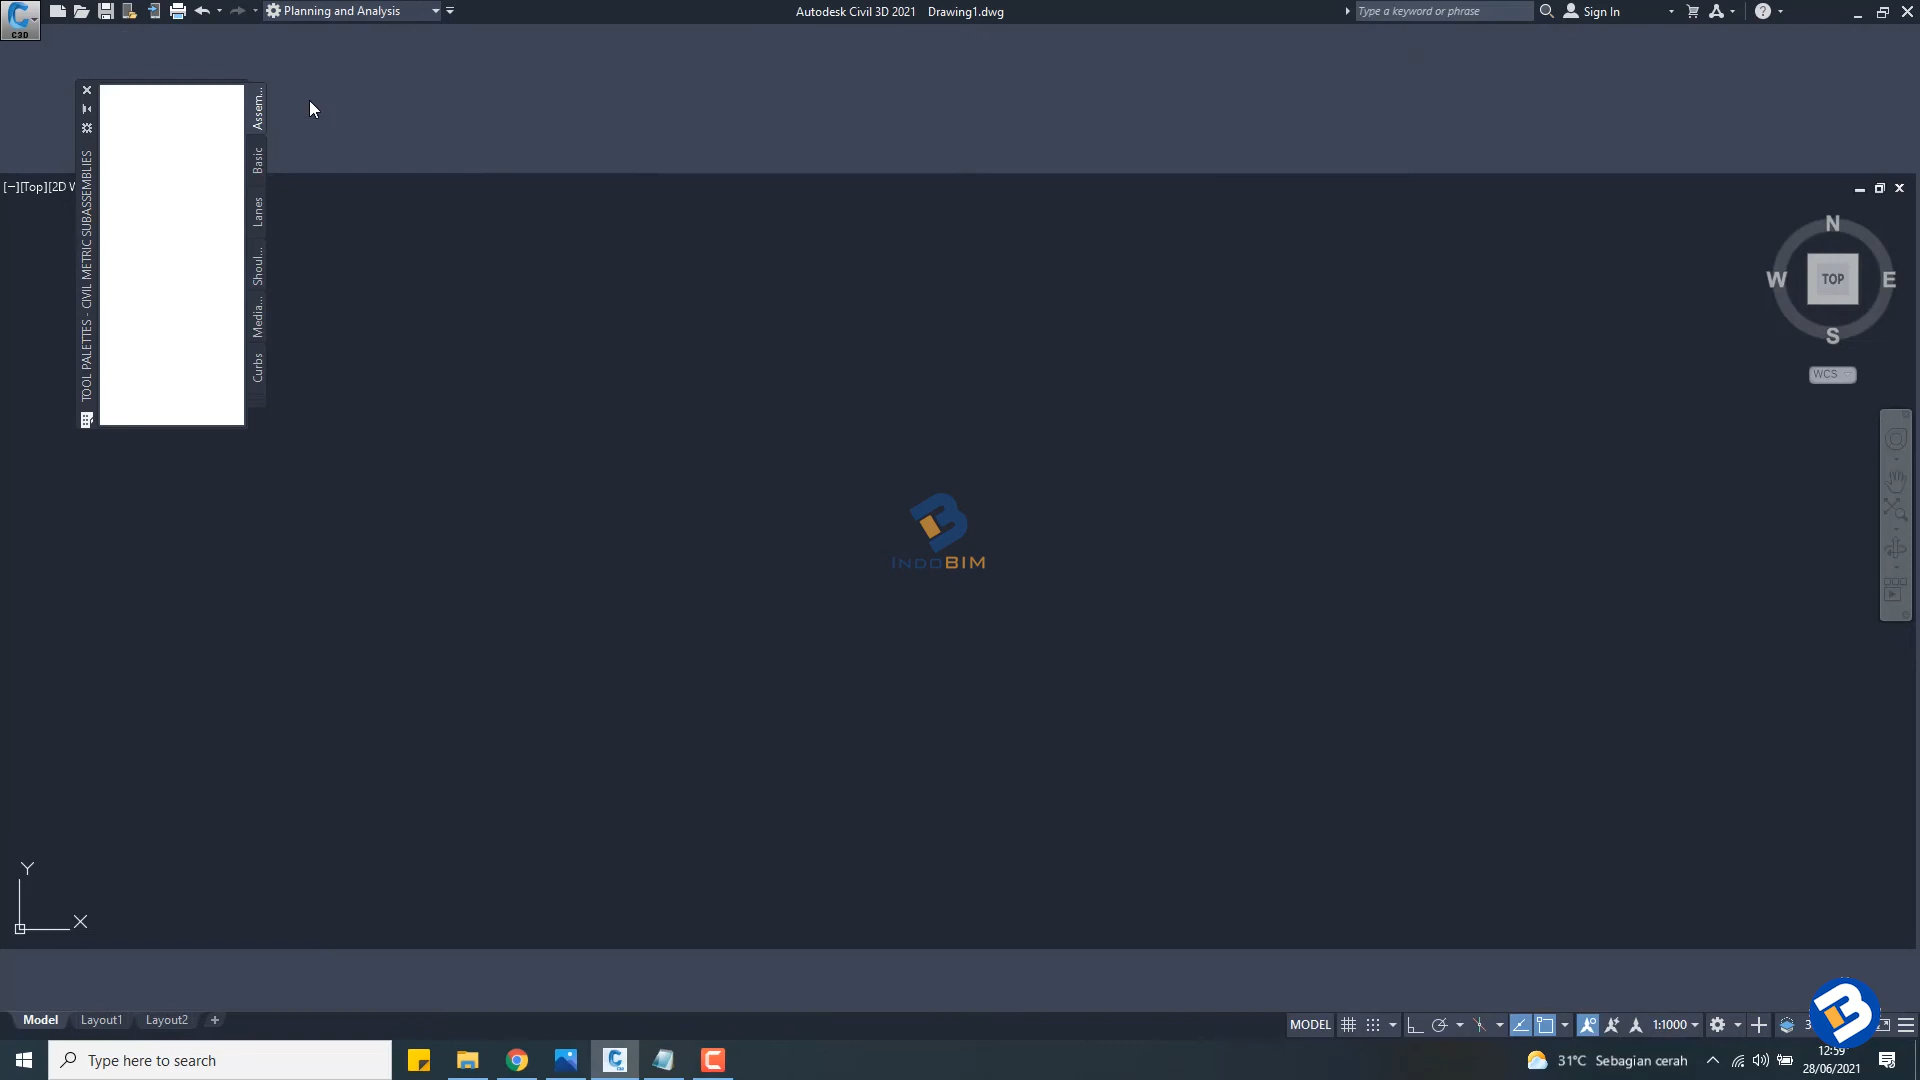 C3D
Planning and Analysis
Autodesk Civil 3D 2021 Drawing1.dwg
Type a keyword or phrase
Sign In
?
TOOL PALETTES - CIVIL METRIC SUBASSEMBLIES
Assem...
Basic
Lanes
Shoul...
Media...
Curbs
[−][Top][2D W
N
W
TOP
E
S
WCS
INDOBIM
Y
X
Model
Layout1
Layout2
+
MODEL
1:1000
3
Type here to search
31°C Sebagian cerah
12:59
28/06/2021